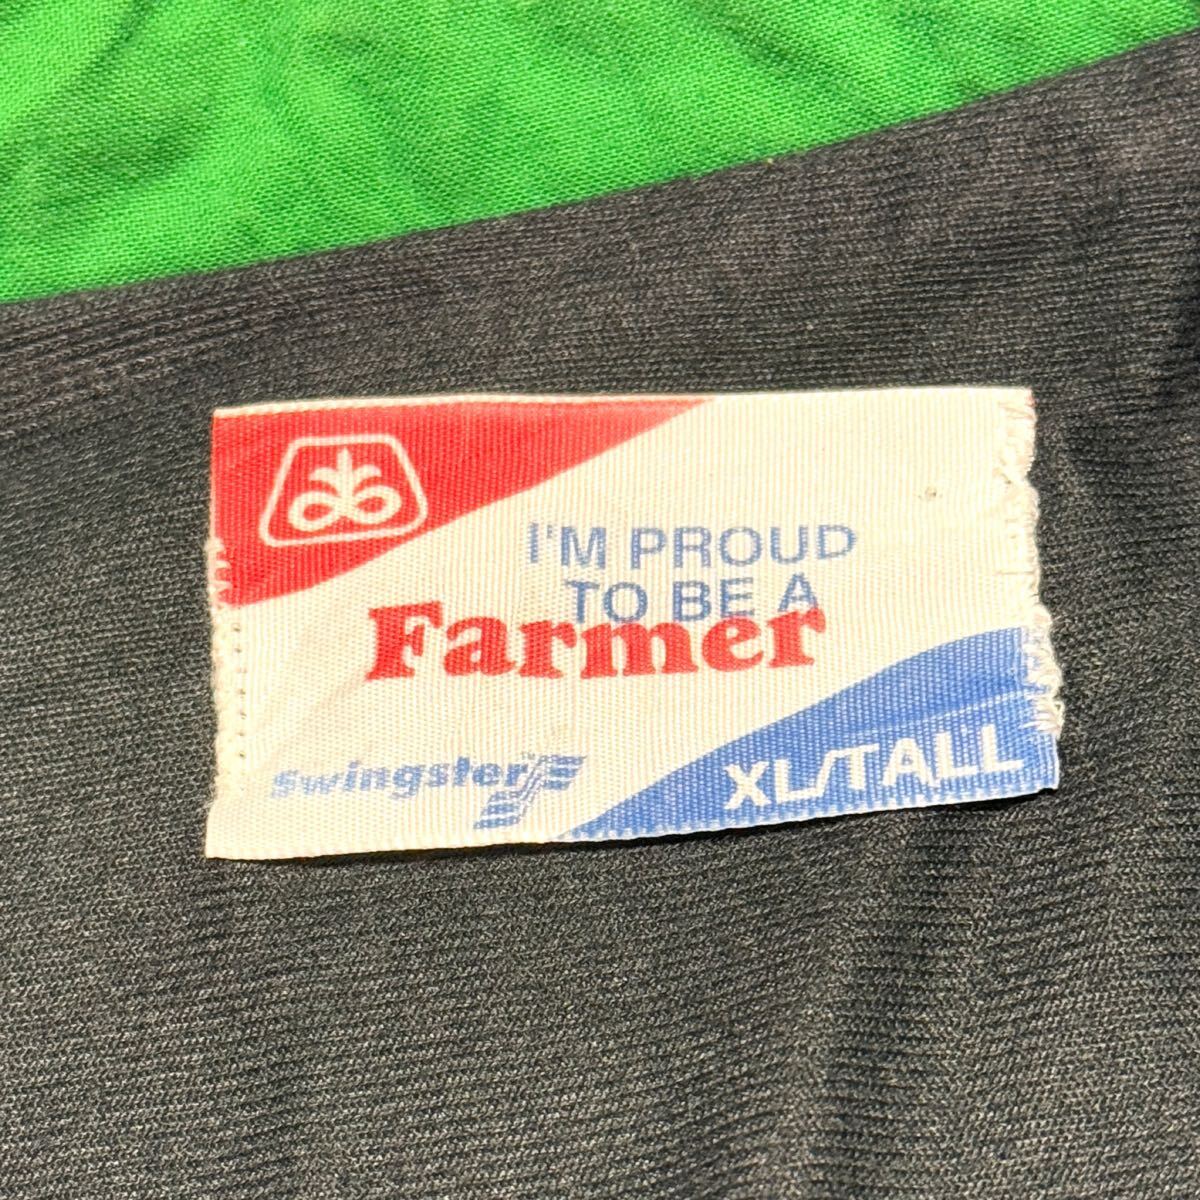 I'M PROUD
TO BE A
Farmer
Swingster
XL/TALL